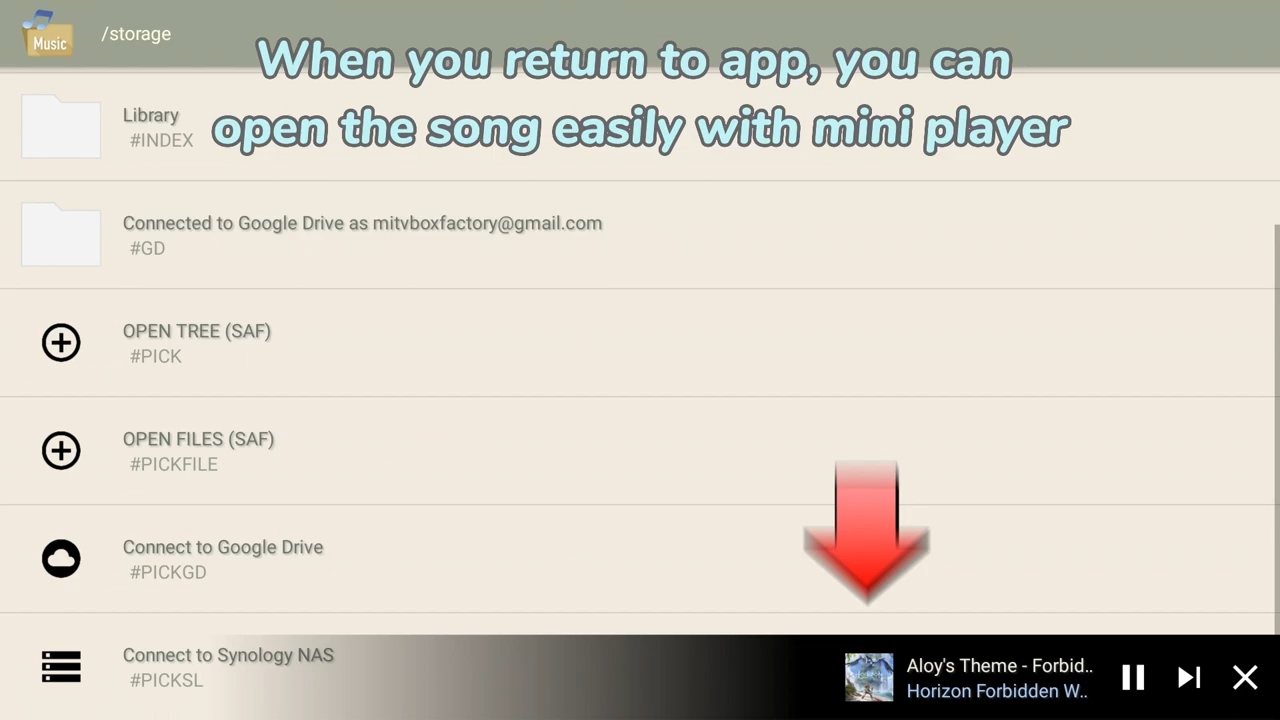 Music
/storage
When you return to app, you can
open the song easily with mini player
Library
#INDEX
Connected to Google Drive as mitvboxfactory@gmail.com
#GD
OPEN TREE (SAF)
#PICK
OPEN FILES (SAF)
#PICKFILE
Connect to Google Drive
#PICKGD
Connect to Synology NAS
#PICKSL
Aloy's Theme - Forbid..
Horizon Forbidden W..